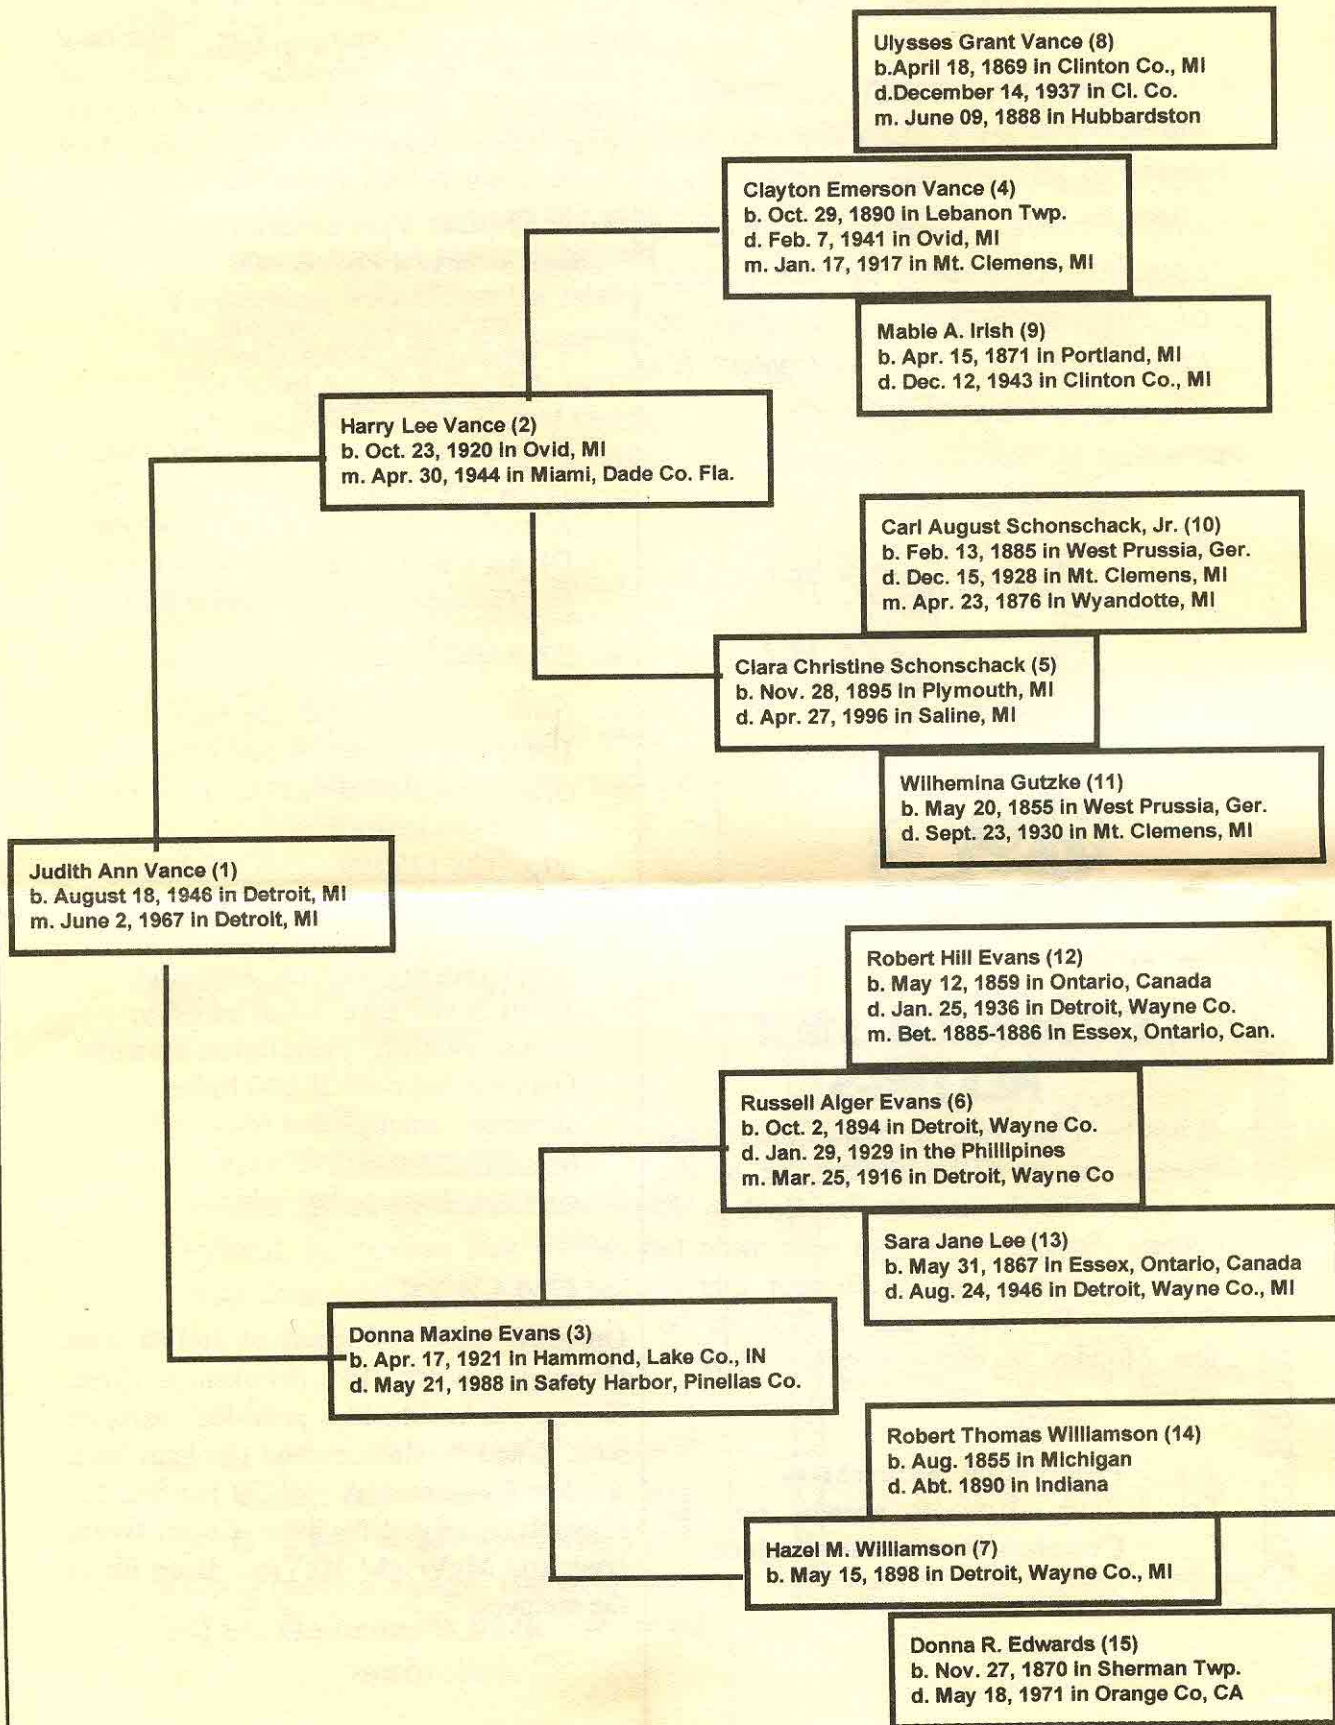 Ulysses Grant Vance (8)
b.April 18, 1869 in Clinton Co., MI
d.December 14, 1937 in Cl. Co.
m. June 09, 1888 in Hubbardston
Clayton Emerson Vance (4)
b. Oct. 29, 1890 in Lebanon Twp.
d. Feb. 7, 1941 in Ovid, MI
m. Jan. 17, 1917 in Mt. Clemens, MI
Mable A. Irish (9)
b. Apr. 15, 1871 in Portland, MI
d. Dec. 12, 1943 in Clinton Co., MI
Harry Lee Vance (2)
b. Oct. 23, 1920 in Ovid, MI
m. Apr. 30, 1944 in Miami, Dade Co. Fla.
Carl August Schonschack, Jr. (10)
b. Feb. 13, 1885 in West Prussia, Ger.
d. Dec. 15, 1928 in Mt. Clemens, MI
m. Apr. 23, 1876 in Wyandotte, MI
Clara Christine Schonschack (5)
b. Nov. 28, 1895 in Plymouth, MI
d. Apr. 27, 1996 in Saline, MI
Wilhemina Gutzke (11)
b. May 20, 1855 in West Prussia, Ger.
d. Sept. 23, 1930 in Mt. Clemens, MI
Judith Ann Vance (1)
b. August 18, 1946 in Detroit, MI
m. June 2, 1967 in Detroit, MI
Robert Hill Evans (12)
b. May 12, 1859 in Ontario, Canada
d. Jan. 25, 1936 in Detroit, Wayne Co.
m. Bet. 1885-1886 in Essex, Ontario, Can.
Russell Alger Evans (6)
b. Oct. 2, 1894 in Detroit, Wayne Co.
d. Jan. 29, 1929 in the Phillipines
m. Mar. 25, 1916 in Detroit, Wayne Co
Sara Jane Lee (13)
b. May 31, 1867 in Essex, Ontario, Canada
d. Aug. 24, 1946 in Detroit, Wayne Co., MI
Donna Maxine Evans (3)
b. Apr. 17, 1921 in Hammond, Lake Co., IN
d. May 21, 1988 in Safety Harbor, Pinellas Co.
Robert Thomas Williamson (14)
b. Aug. 1855 in Michigan
d. Abt. 1890 in Indiana
Hazel M. Williamson (7)
b. May 15, 1898 in Detroit, Wayne Co., MI
Donna R. Edwards (15)
b. Nov. 27, 1870 in Sherman Twp.
d. May 18, 1971 in Orange Co, CA